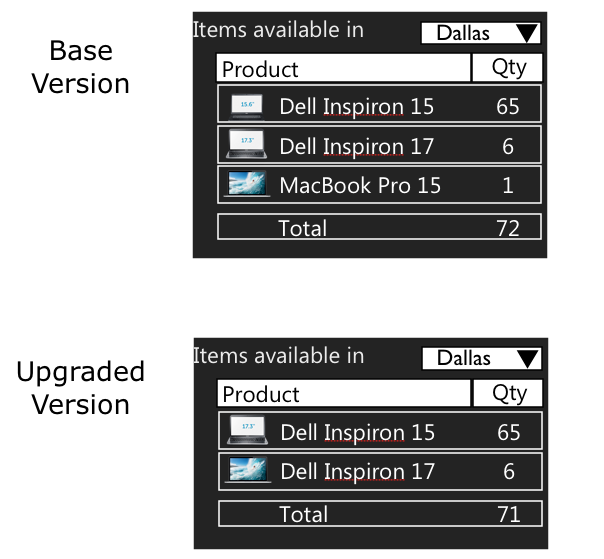 Base
Version
Items available in Dallas
Product Qty
15.6"
Dell Inspiron 15 65
17.3"
Dell Inspiron 17 6
MacBook Pro 15 1
Total 72
Upgraded
Version
Items available in Dallas
Product Qty
17.3"
Dell Inspiron 15 65
Dell Inspiron 17 6
Total 71